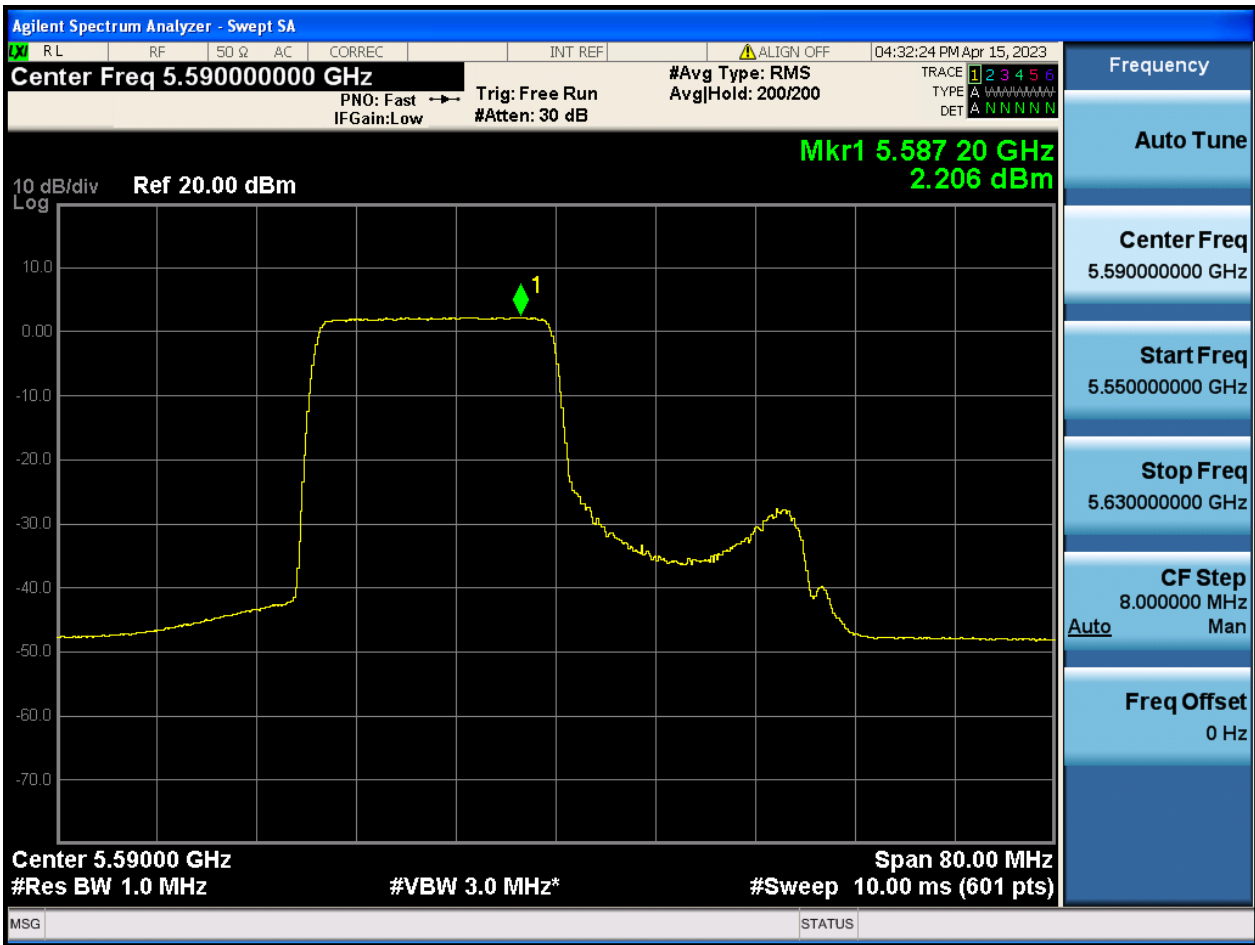 Agilent Spectrum Analyzer - Swept SA
LXI RL RF 50 Ω AC CORREC INT REF ALIGN OFF 04:32:24 PM Apr 15, 2023
Center Freq 5.590000000 GHz
PNO: Fast
IFGain:Low
Trig: Free Run
#Atten: 30 dB
#Avg Type: RMS
Avg|Hold: 200/200
TRACE 1 2 3 4 5 6
TYPE A
DET A N N N N N
Mkr1 5.587 20 GHz
2.206 dBm
10 dB/div Ref 20.00 dBm
Log
1
10.0
0.00
-10.0
-20.0
-30.0
-40.0
-50.0
-60.0
-70.0
Center 5.59000 GHz Span 80.00 MHz
#Res BW 1.0 MHz #VBW 3.0 MHz* #Sweep 10.00 ms (601 pts)
MSG STATUS
Frequency
Auto Tune
Center Freq
5.590000000 GHz
Start Freq
5.550000000 GHz
Stop Freq
5.630000000 GHz
CF Step
8.000000 MHz
Auto Man
Freq Offset
0 Hz